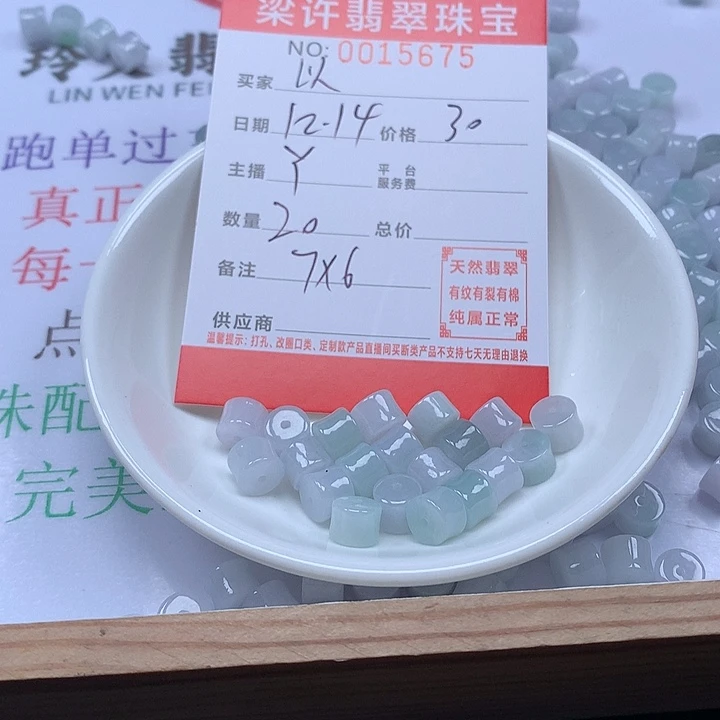 梁许翡翠珠宝
NO: 0015675
买家
日期 12-14 价格 30
主播 Y 平台服务费
数量 20 总价
备注 7X6
供应商
天然翡翠
有纹有裂有棉
纯属正常
温馨提示：打孔、改圈口类、定制款产品直播间买断类产品不支持七天无理由退换
翡
LIN WEN FEI
跑单过
真正
每一
点
珠配
完美